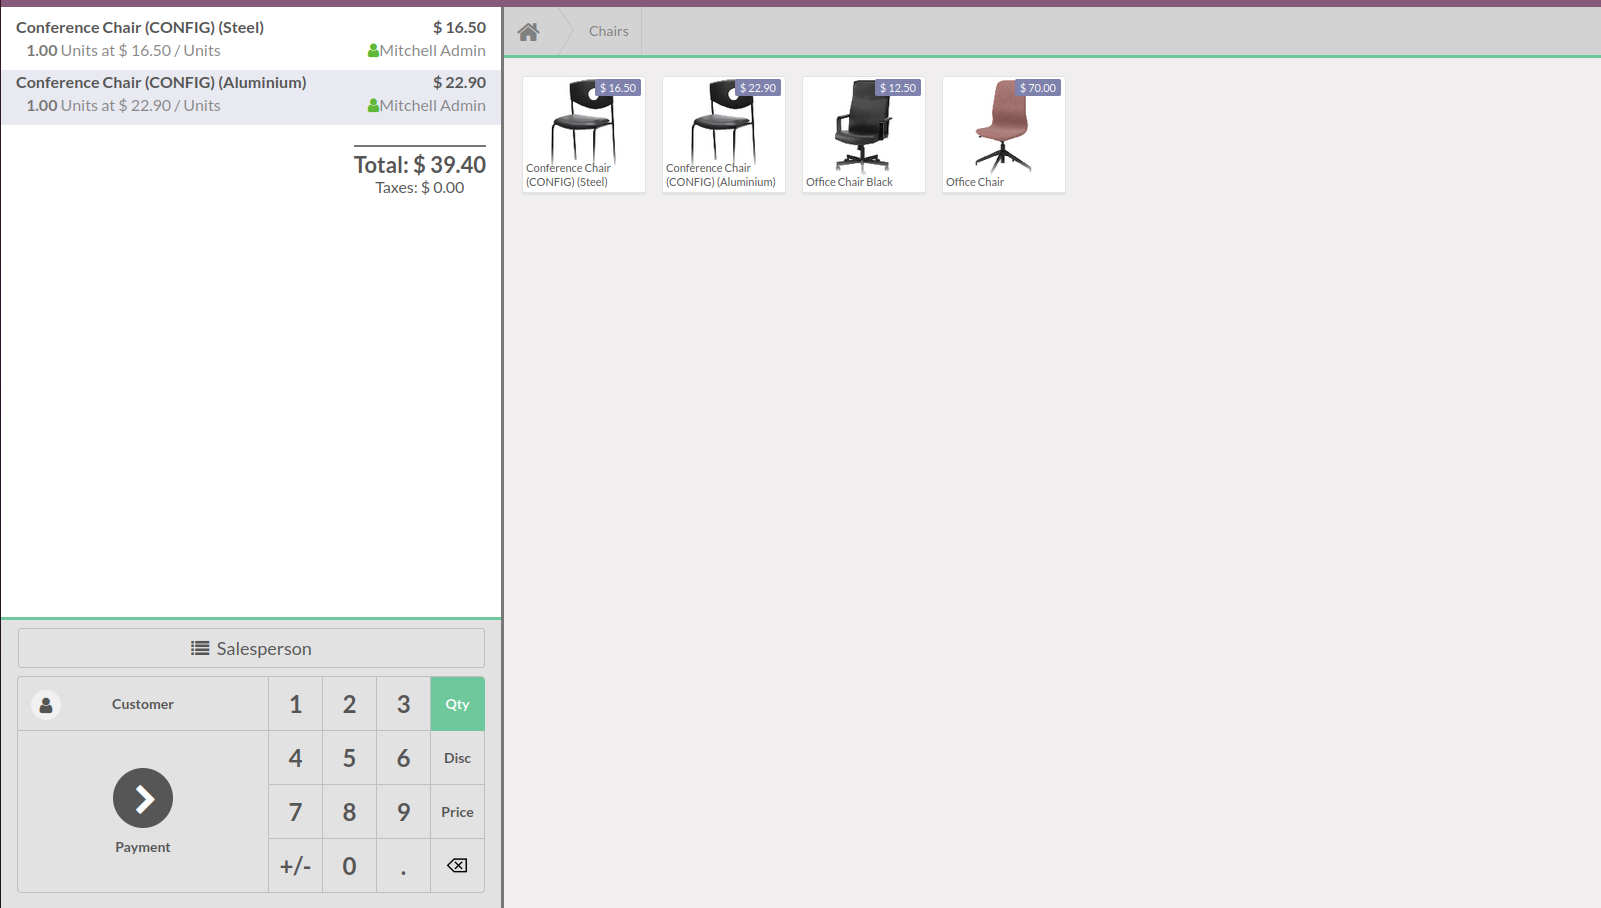 Conference Chair (CONFIG) (Steel) $ 16.50
1.00 Units at $ 16.50 / Units Mitchell Admin
Conference Chair (CONFIG) (Aluminium) $ 22.90
1.00 Units at $ 22.90 / Units Mitchell Admin
Total: $ 39.40
Taxes: $ 0.00
Salesperson
Customer
1 2 3 Qty
4 5 6 Disc
7 8 9 Price
Payment
+/- 0 .
Chairs
$ 16.50
Conference Chair
(CONFIG) (Steel)
$ 22.90
Conference Chair
(CONFIG) (Aluminium)
$ 12.50
Office Chair Black
$ 70.00
Office Chair